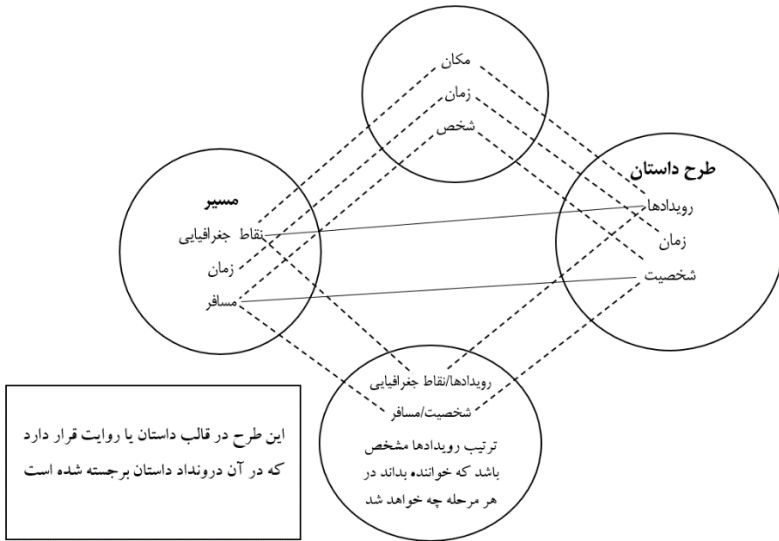 مکان
زمان
شخص
طرح داستان
رویدادها
زمان
شخصیت
مسیر
نقاط جغرافیایی
زمان
مسافر
رویدادها/نقاط جغرافیایی
شخصیت/مسافر
ترتیب رویدادها مشخص
باشد که خواننده بداند در
هر مرحله چه خواهد شد
این طرح در قالب داستان یا روایت قرار دارد
که در آن درونداد داستان برجسته شده است